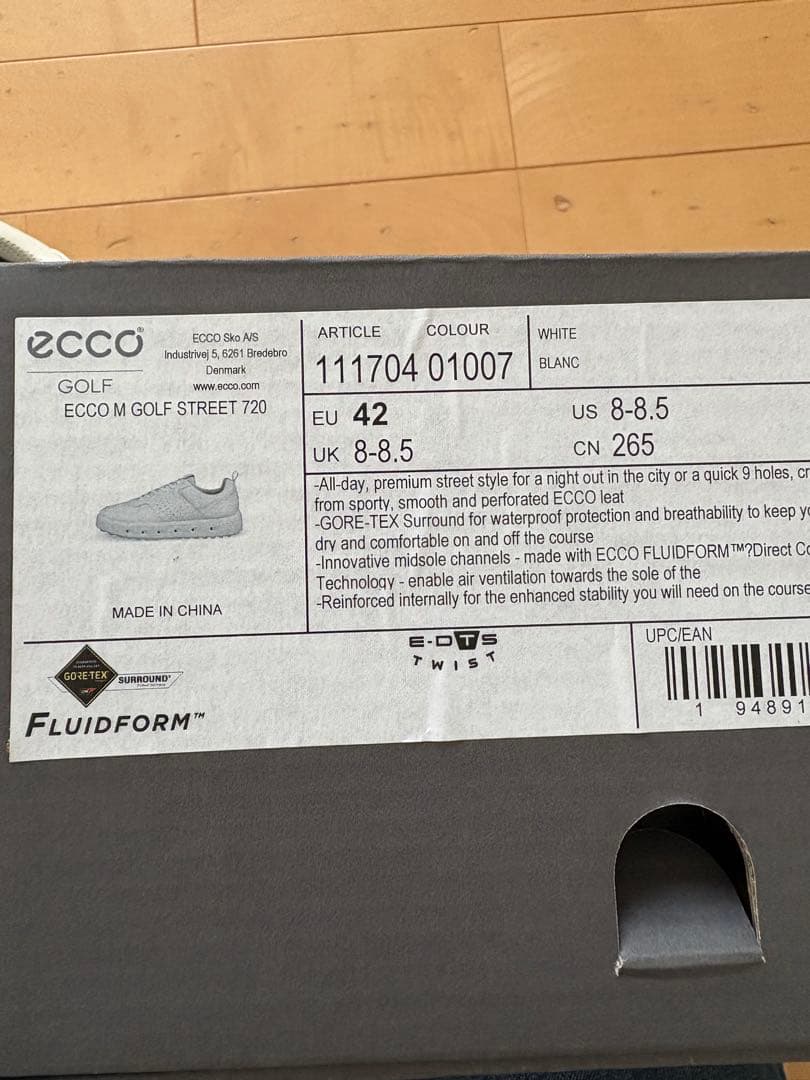 ecco®
GOLF
ECCO Sko A/S
Industrivej 5, 6261 Bredebro
Denmark
www.ecco.com
ECCO M GOLF STREET 720
MADE IN CHINA
ARTICLE COLOUR
111704 01007
WHITE
BLANC
EU 42
US 8-8.5
UK 8-8.5
CN 265
-All-day, premium street style for a night out in the city or a quick 9 holes, cr
from sporty, smooth and perforated ECCO leat
-GORE-TEX Surround for waterproof protection and breathability to keep yo
dry and comfortable on and off the course
-Innovative midsole channels - made with ECCO FLUIDFORM™?Direct Co
Technology - enable air ventilation towards the sole of the
-Reinforced internally for the enhanced stability you will need on the course
GORE-TEX
SURROUND®
FLUIDFORM™
E-DTS
TWIST
UPC/EAN
1 94891